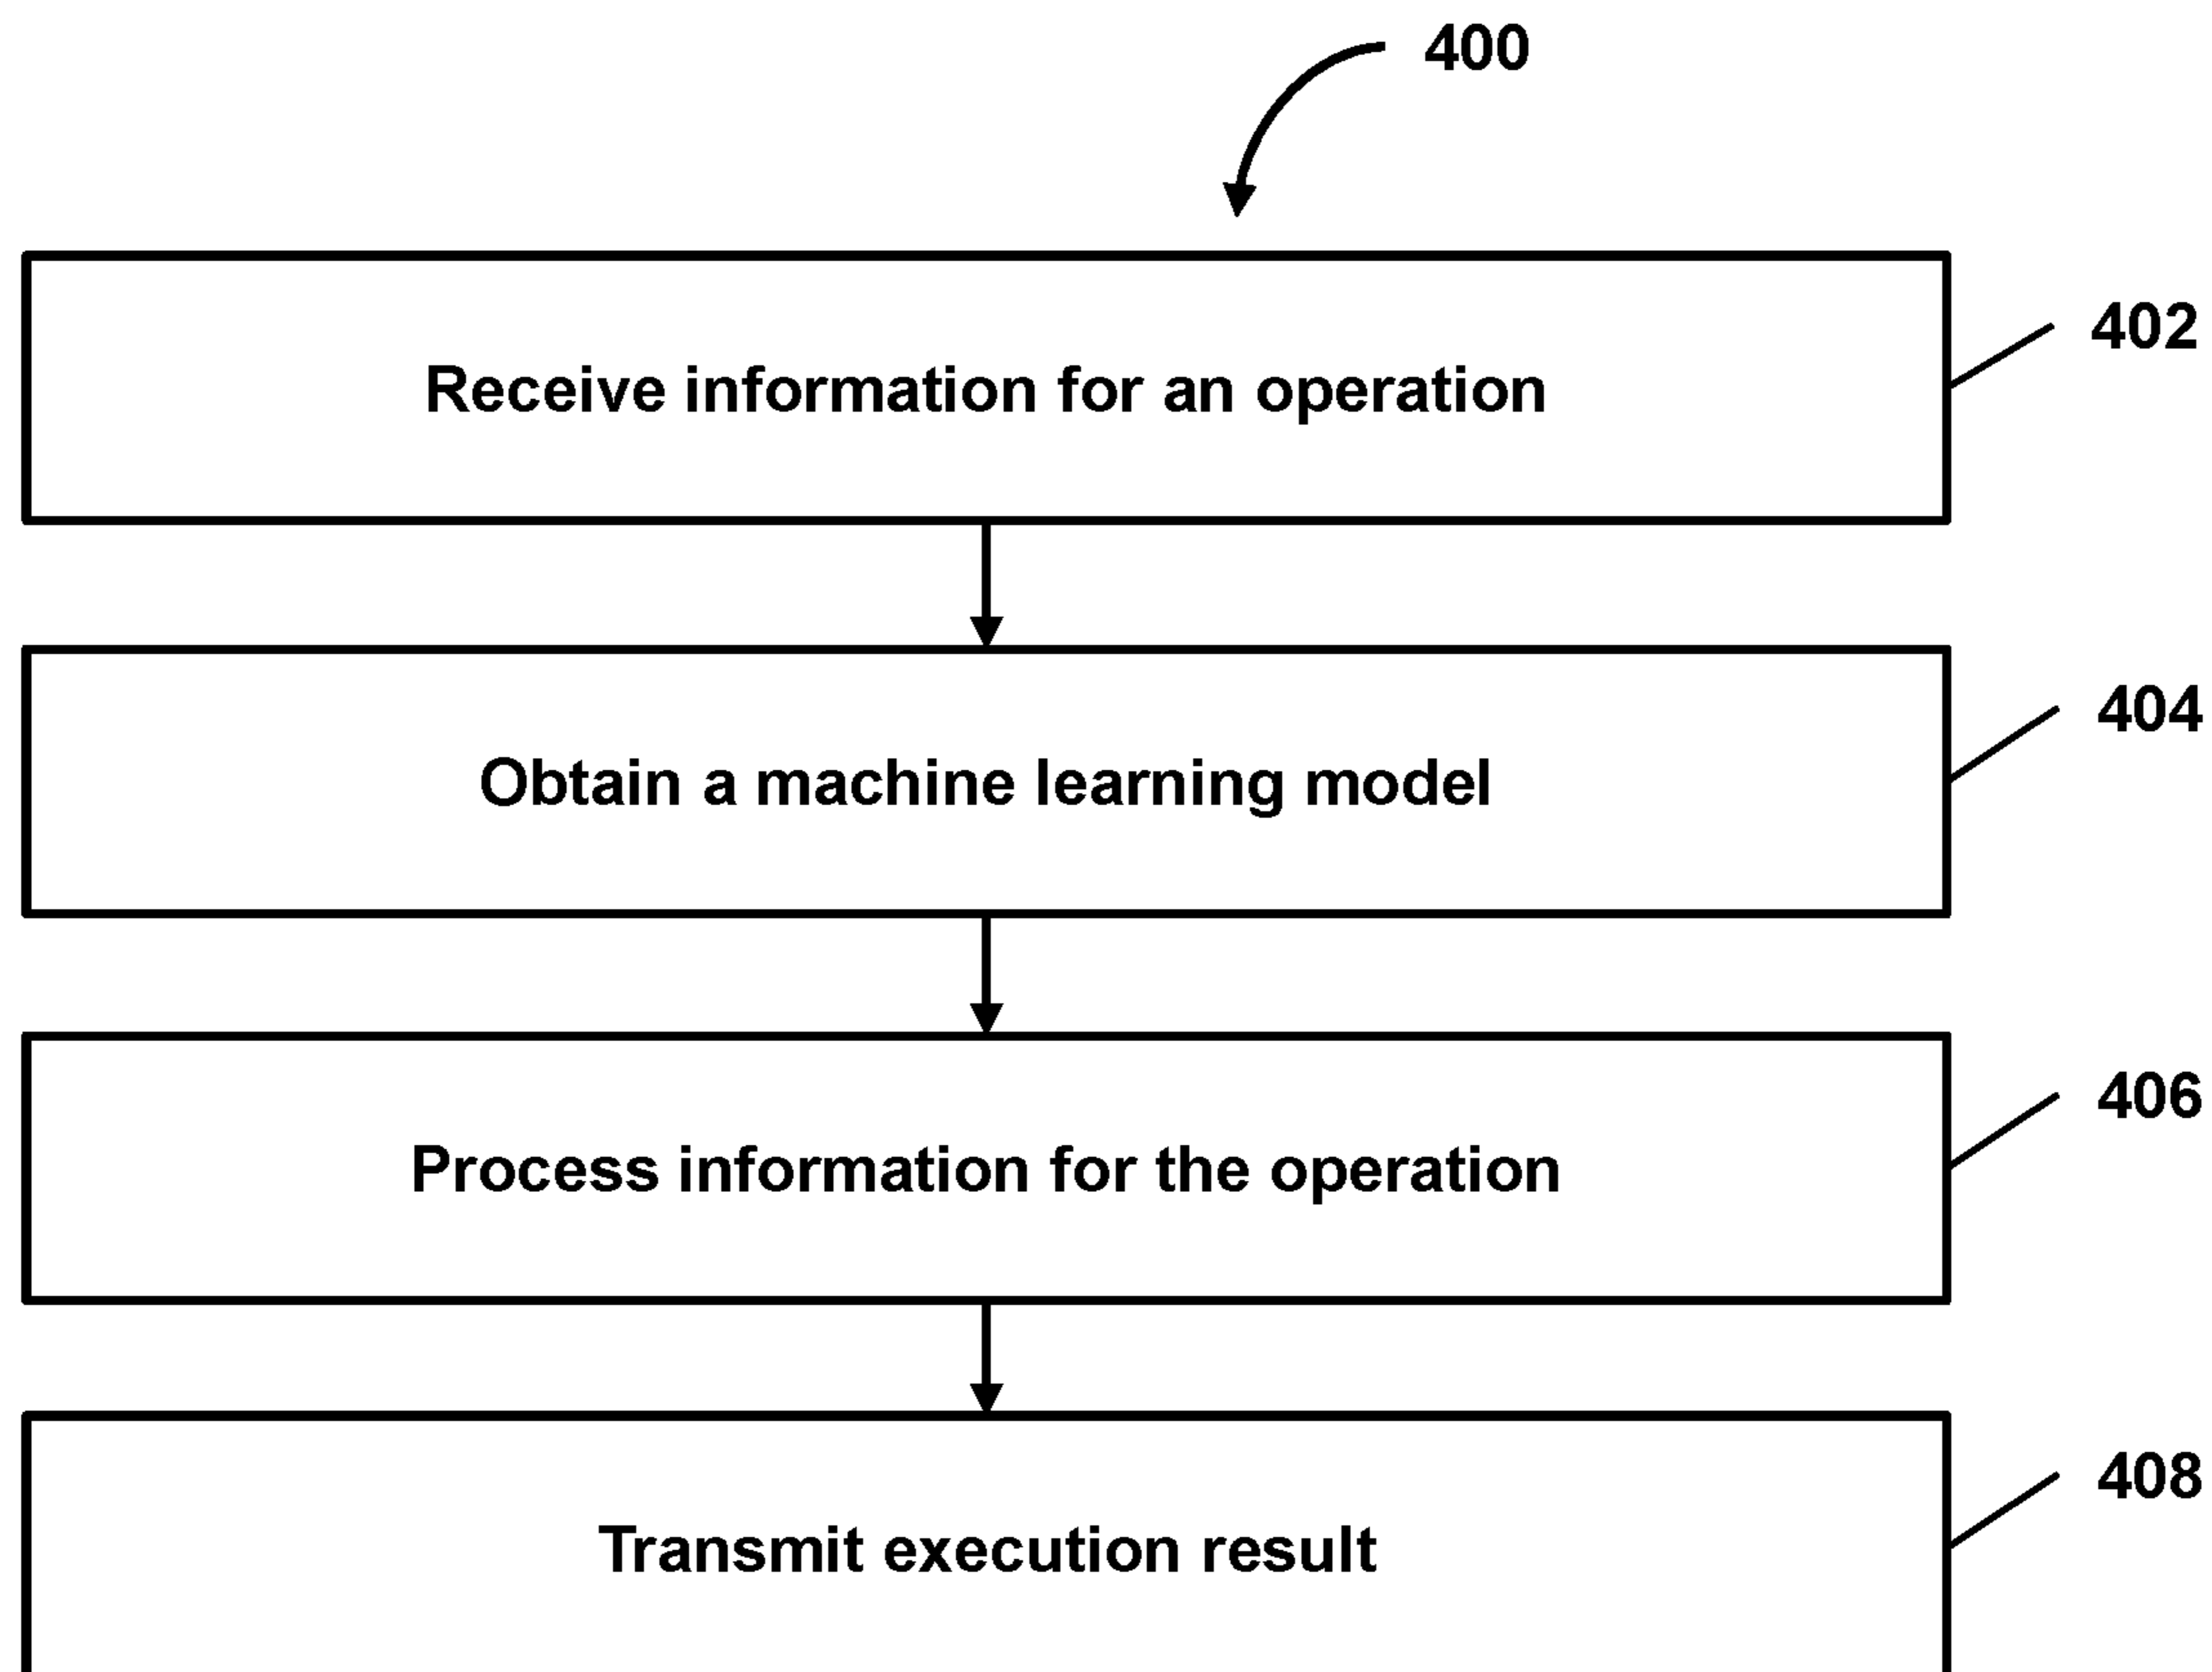 400
Receive information for an operation
402
Obtain a machine learning model
404
Process information for the operation
406
Transmit execution result
408